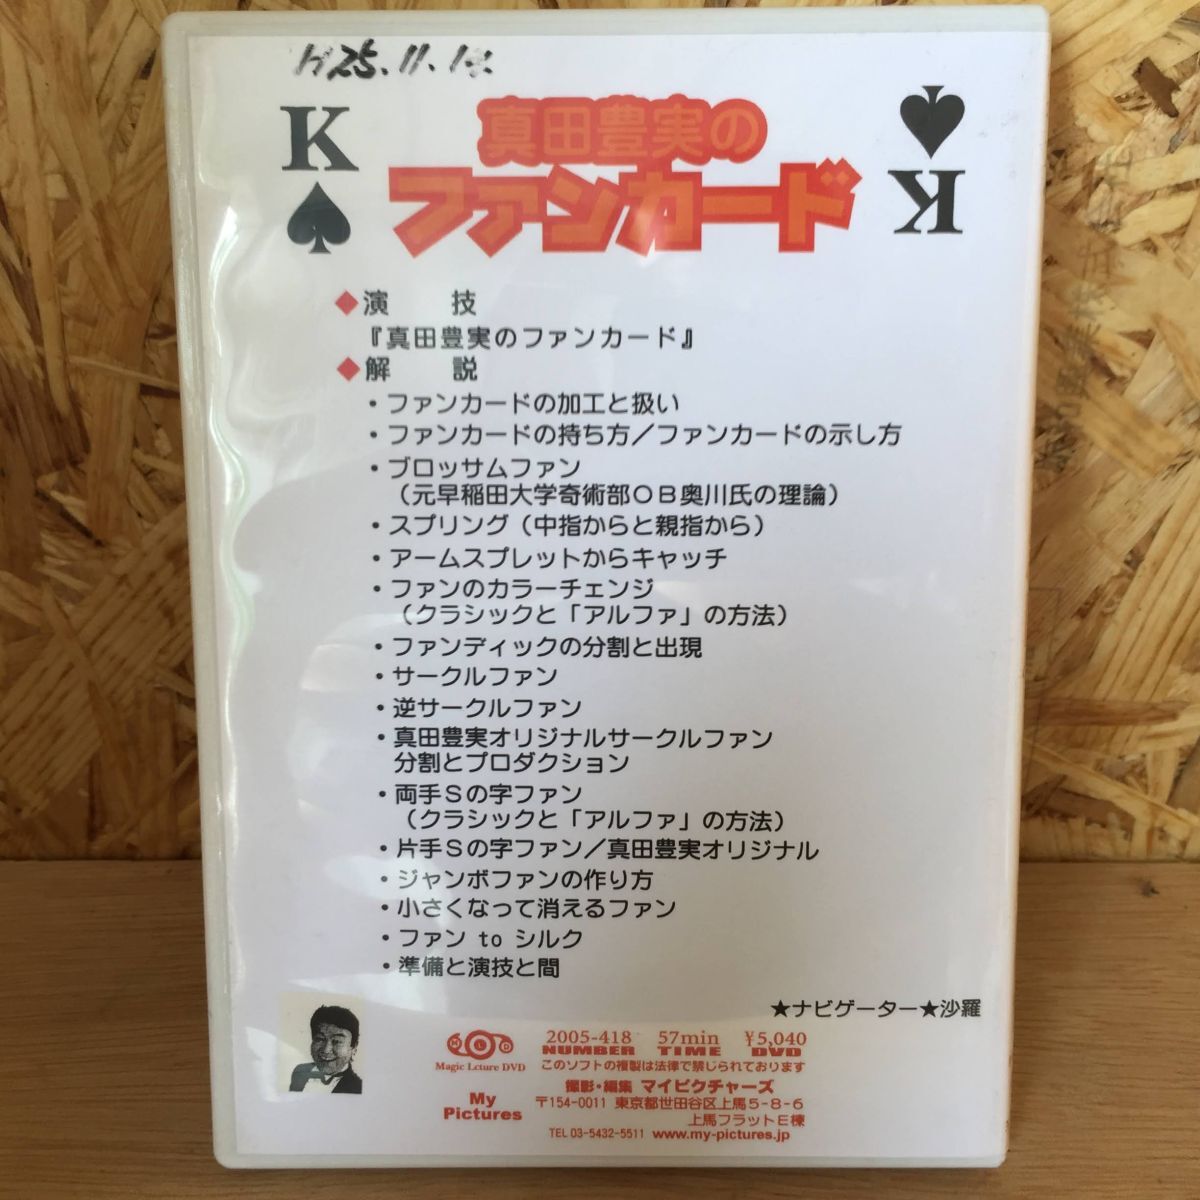 H25.11.14
K
K
真田豊実の
ファンカード
◆演　技
『真田豊実のファンカード』
◆解　説
・ファンカードの加工と扱い
・ファンカードの持ち方／ファンカードの示し方
・ブロッサムファン
（元早稲田大学奇術部ＯＢ奥川氏の理論）
・スプリング（中指からと親指から）
・アームスプレットからキャッチ
・ファンのカラーチェンジ
（クラシックと「アルファ」の方法）
・ファンディックの分割と出現
・サークルファン
・逆サークルファン
・真田豊実オリジナルサークルファン
分割とプロダクション
・両手Ｓの字ファン
（クラシックと「アルファ」の方法）
・片手Ｓの字ファン／真田豊実オリジナル
・ジャンボファンの作り方
・小さくなって消えるファン
・ファン to シルク
・準備と演技と間
★ナビゲーター★沙羅
MLD
Magic Lcture DVD
2005-418 57min ¥5,040
NUMBER TIME DVD
このソフトの複製は法律で禁じられております
My
Pictures
撮影・編集 マイピクチャーズ
〒154-0011 東京都世田谷区上馬５-８-６
上馬フラットＥ棟
TEL 03-5432-5511 www.my-pictures.jp